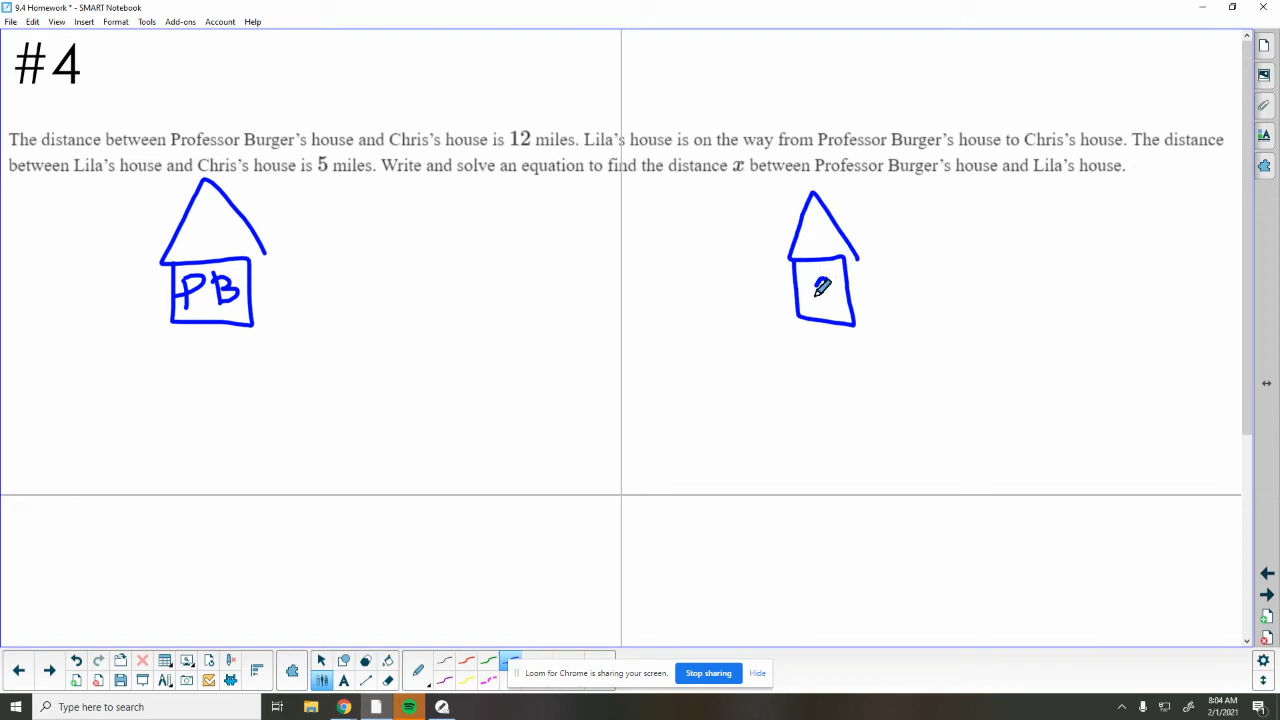 9.4 Homework * - SMART Notebook
File Edit View Insert Format Tools Add-ons Account Help
#4
The distance between Professor Burger's house and Chris's house is 12 miles. Lila's house is on the way from Professor Burger's house to Chris's house. The distance
between Lila's house and Chris's house is 5 miles. Write and solve an equation to find the distance x between Professor Burger's house and Lila's house.
PB
Loom for Chrome is sharing your screen. Stop sharing Hide
Type here to search
8:04 AM
2/1/2021